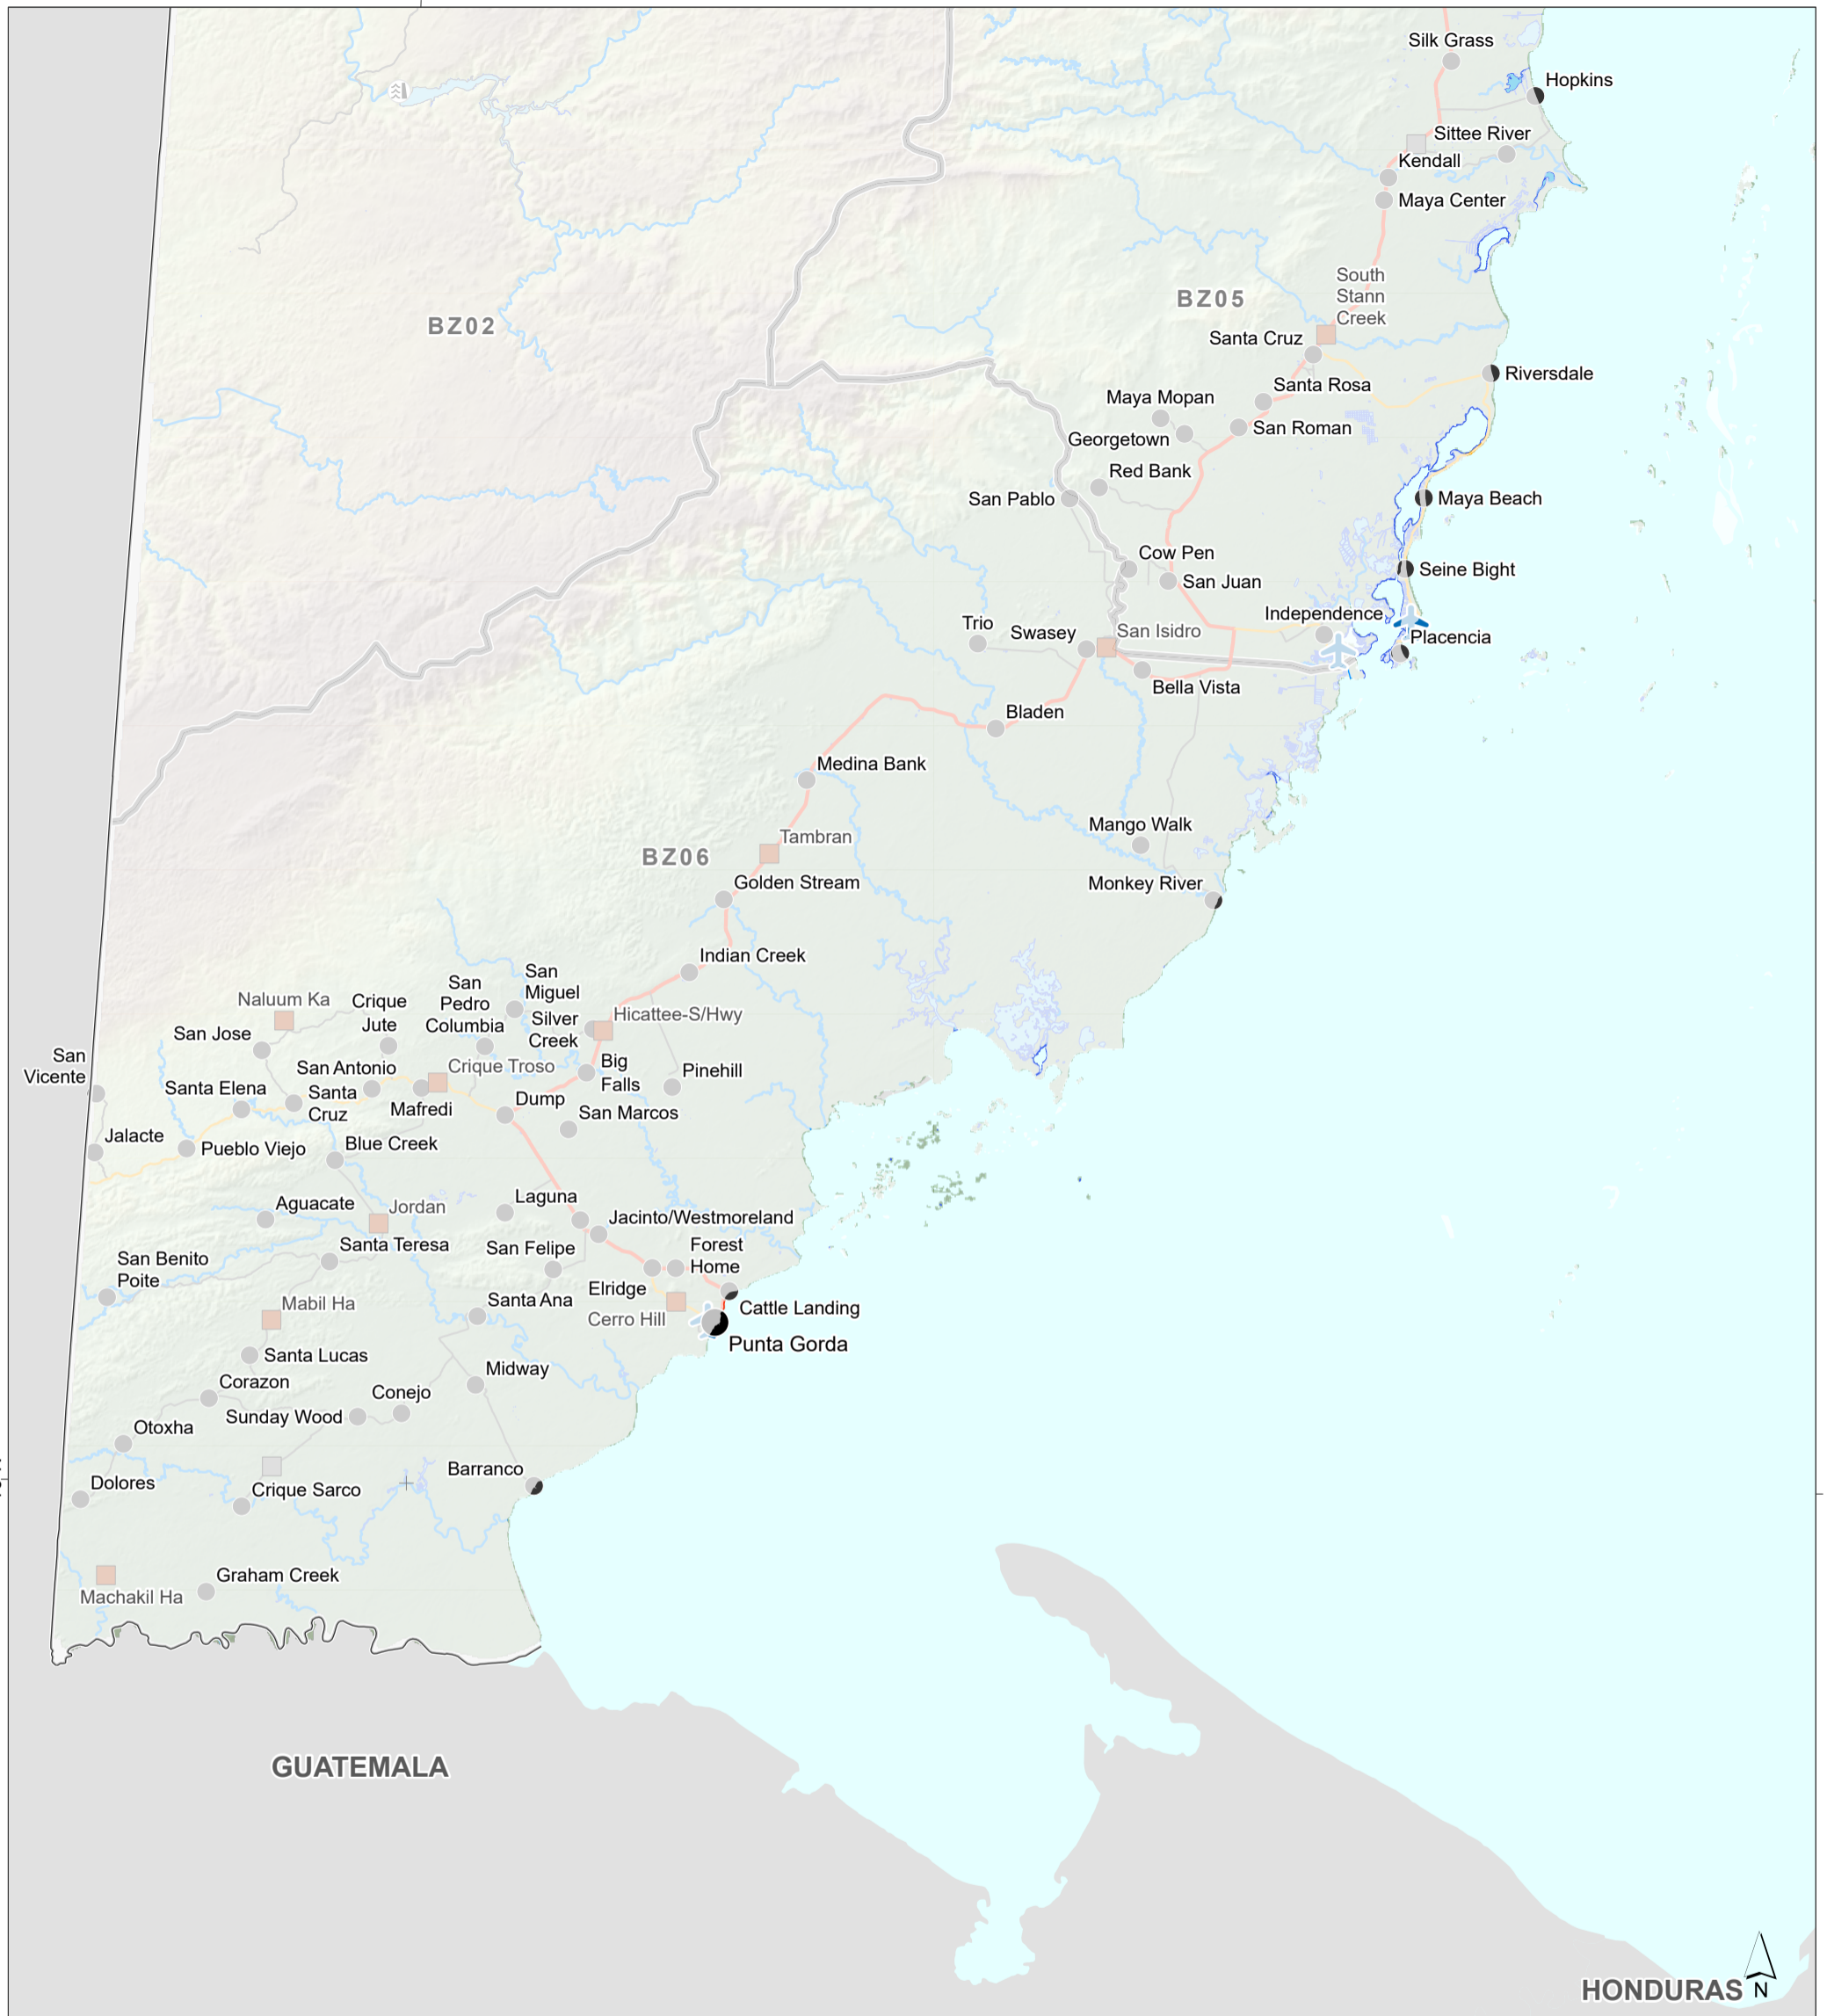 Silk Grass
Hopkins
Sittee River
Kendall
Maya Center
South
Stann
Creek
BZ05
BZ02
Santa Cruz
Riversdale
Santa Rosa
Maya Mopan
San Roman
Georgetown
Red Bank
San Pablo
Maya Beach
Cow Pen
San Juan
Seine Bight
Independence
Trio
Swasey
San Isidro
Placencia
Bella Vista
Bladen
Medina Bank
Mango Walk
Tambran
BZ06
Golden Stream
Monkey River
Indian Creek
San
Miguel
San
Pedro
Columbia
Naluum Ka
Crique
Jute
Hicattee-S/Hwy
Silver
Creek
San Jose
San
Vicente
San Antonio
Crique Troso
Big
Falls
Pinehill
Santa Elena
Santa
Cruz
Mafredi
Dump
San Marcos
Jalacte
Pueblo Viejo
Blue Creek
Aguacate
Jordan
Laguna
Jacinto/Westmoreland
Santa Teresa
San Felipe
Forest
Home
San Benito
Poite
Elridge
Mabil Ha
Santa Ana
Cerro Hill
Cattle Landing
Punta Gorda
Santa Lucas
Midway
Corazon
Conejo
Sunday Wood
Otoxha
Barranco
Dolores
Crique Sarco
Graham Creek
Machakil Ha
GUATEMALA
HONDURAS
N